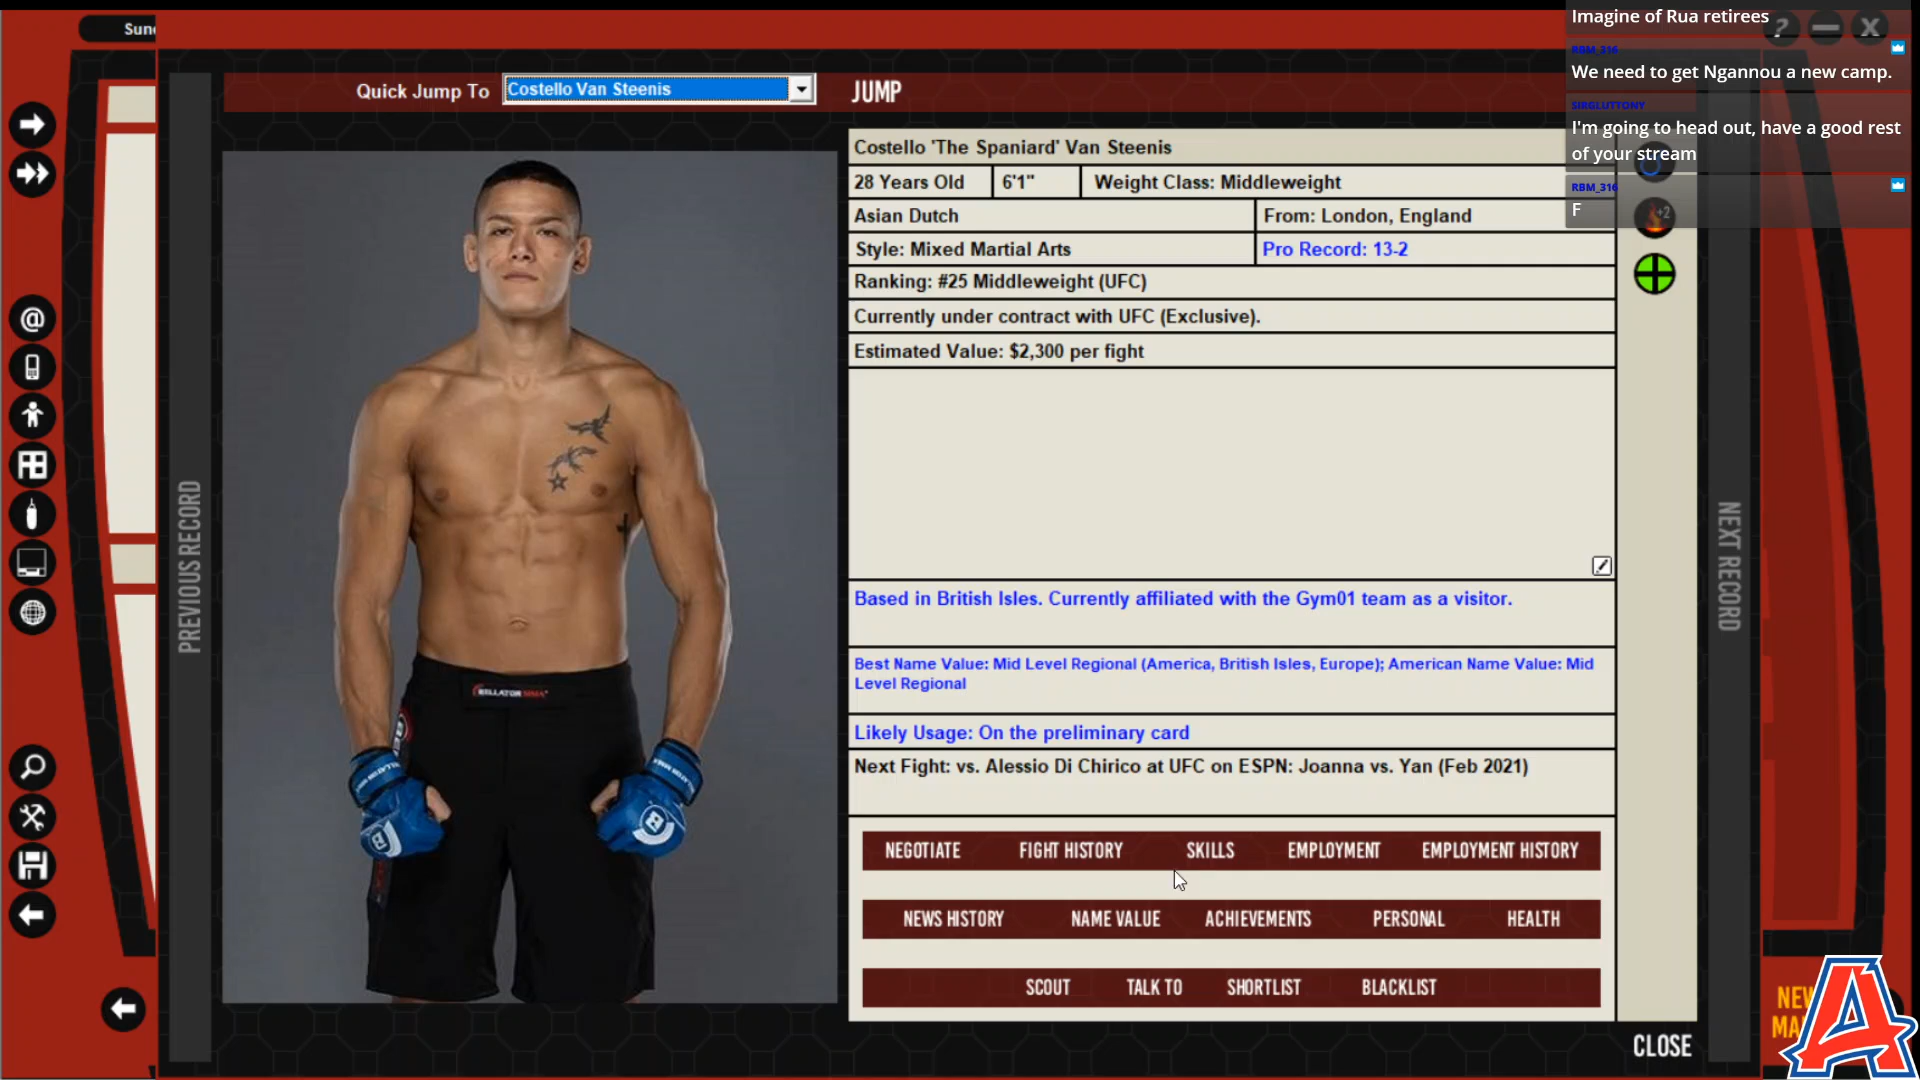 Sun
Quick Jump To
Costello Van Steenis
JUMP
Imagine of Rua retirees
RBM_316
We need to get Ngannou a new camp.
SIRGLUTTONY
I'm going to head out, have a good rest
of your stream
RBM_316
F
? — X
Costello 'The Spaniard' Van Steenis
28 Years Old
6'1"
Weight Class: Middleweight
Asian Dutch
From: London, England
Style: Mixed Martial Arts
Pro Record: 13-2
+2
Ranking: #25 Middleweight (UFC)
Currently under contract with UFC (Exclusive).
Estimated Value: $2,300 per fight
PREVIOUS RECORD
NEXT RECORD
Based in British Isles. Currently affiliated with the Gym01 team as a visitor.
Best Name Value: Mid Level Regional (America, British Isles, Europe); American Name Value: Mid
Level Regional
BELLATOR MMA
Likely Usage: On the preliminary card
Next Fight: vs. Alessio Di Chirico at UFC on ESPN: Joanna vs. Yan (Feb 2021)
NEGOTIATE
FIGHT HISTORY
SKILLS
EMPLOYMENT
EMPLOYMENT HISTORY
NEWS HISTORY
NAME VALUE
ACHIEVEMENTS
PERSONAL
HEALTH
SCOUT
TALK TO
SHORTLIST
BLACKLIST
CLOSE
A